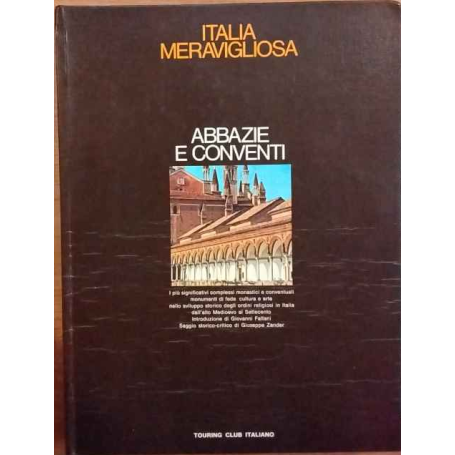 ITALIA
MERAVIGLIOSA
ABBAZIE
E CONVENTI
I più significativi complessi monastici e conventuali
monumenti di fede cultura e arte
nello sviluppo storico degli ordini religiosi in Italia
dall'alto Medioevo al Settecento
Introduzione di Giovanni Fallani
Saggio storico-critico di Giuseppe Zander
TOURING CLUB ITALIANO